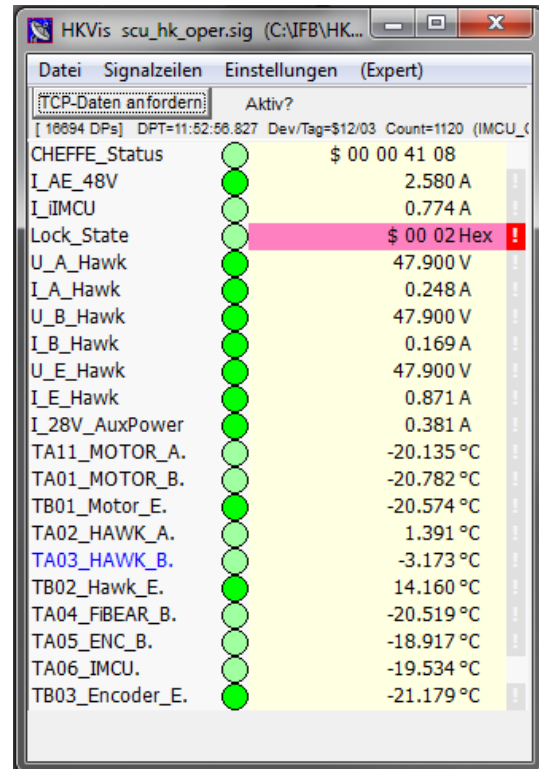 HKVis scu_hk_oper.sig (C:\IFB\HK...
Datei Signalzeilen Einstellungen (Expert)
TCP-Daten anfordern Aktiv?
[ 16694 DPs] DPT=11:52:56.827 Dev/Tag=$12/03 Count=1120 (IMCU_(
CHEFFE_Status $ 00 00 41 08
I_AE_48V 2.580 A
I_iIMCU 0.774 A
Lock_State $ 00 02 Hex !
U_A_Hawk 47.900 V
I_A_Hawk 0.248 A
U_B_Hawk 47.900 V
I_B_Hawk 0.169 A
U_E_Hawk 47.900 V
I_E_Hawk 0.871 A
I_28V_AuxPower 0.381 A
TA11_MOTOR_A. -20.135 °C
TA01_MOTOR_B. -20.782 °C
TB01_Motor_E. -20.574 °C
TA02_HAWK_A. 1.391 °C
TA03_HAWK_B. -3.173 °C
TB02_Hawk_E. 14.160 °C
TA04_FiBEAR_B. -20.519 °C
TA05_ENC_B. -18.917 °C
TA06_IMCU. -19.534 °C
TB03_Encoder_E. -21.179 °C